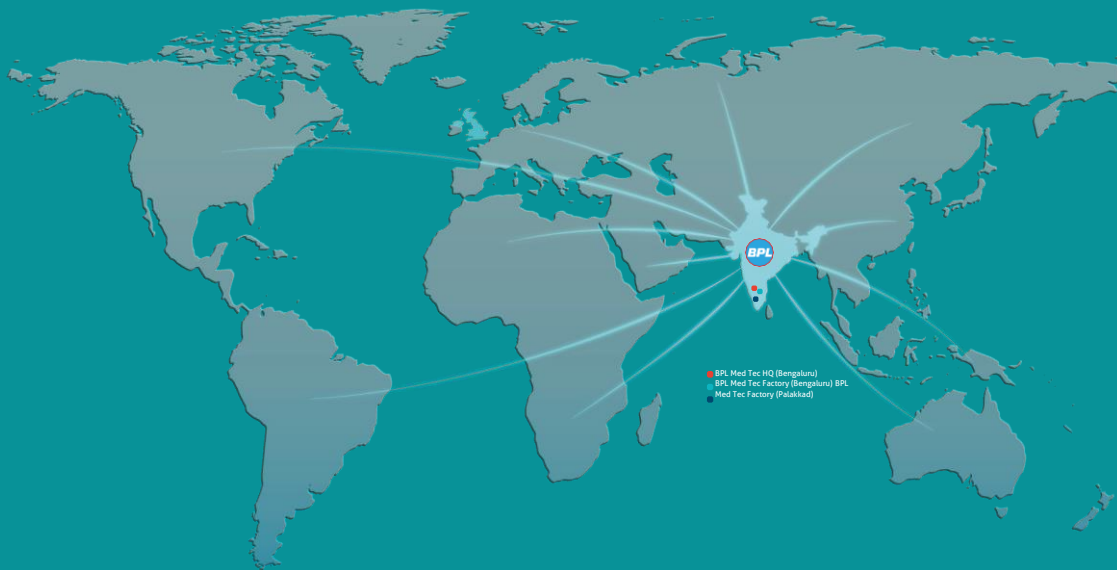 BPL
BPL Med Tec HQ (Bengaluru)
BPL Med Tec Factory (Bengaluru) BPL
Med Tec Factory (Palakkad)